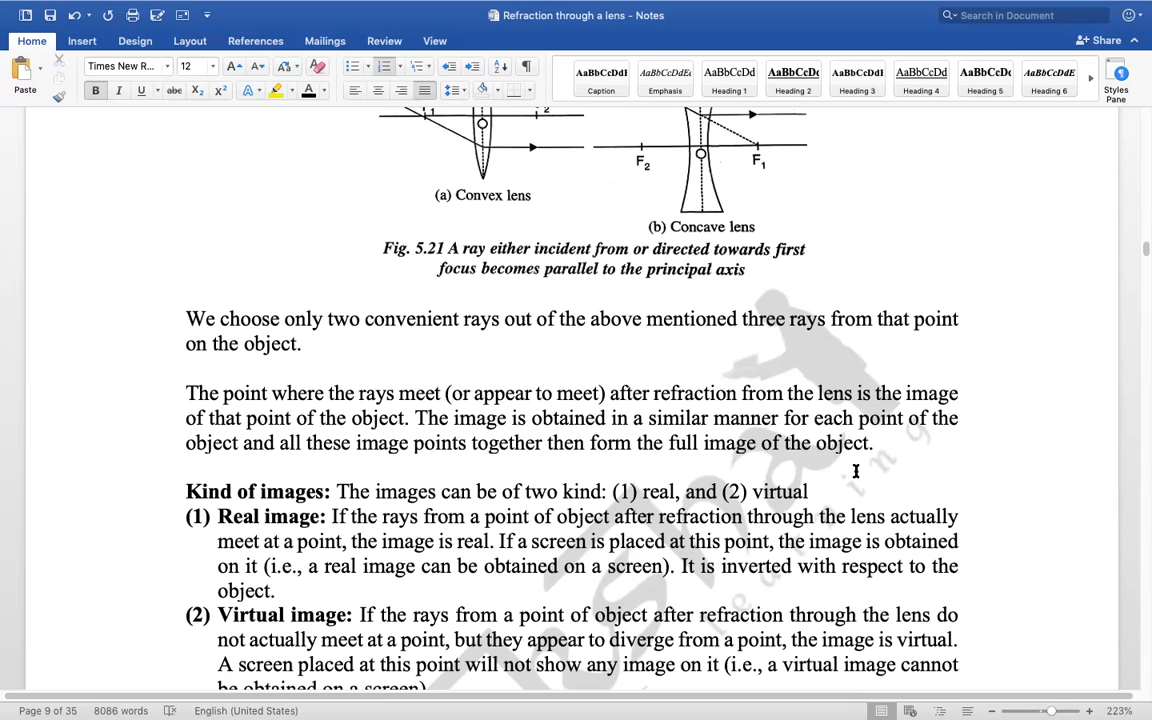 Refraction through a lens - Notes
Search in Document
Home Insert Design Layout References Mailings Review View
Share
Paste
Times New R... 12
B I U abc X₂ X²
AaBbCcDdI AaBbCcDdEe AaBbCcDd AaBbCcDc AaBbCcDdI AaBbCcDd AaBbCcDc AaBbCcDdE
Caption Emphasis Heading 1 Heading 2 Heading 3 Heading 4 Heading 5 Heading 6
Styles
Pane
1 2
F2 F1
(a) Convex lens
(b) Concave lens
Fig. 5.21 A ray either incident from or directed towards first
focus becomes parallel to the principal axis
We choose only two convenient rays out of the above mentioned three rays from that point
on the object.
The point where the rays meet (or appear to meet) after refraction from the lens is the image
of that point of the object. The image is obtained in a similar manner for each point of the
object and all these image points together then form the full image of the object.
Kind of images: The images can be of two kind: (1) real, and (2) virtual
(1) Real image: If the rays from a point of object after refraction through the lens actually
meet at a point, the image is real. If a screen is placed at this point, the image is obtained
on it (i.e., a real image can be obtained on a screen). It is inverted with respect to the
object.
(2) Virtual image: If the rays from a point of object after refraction through the lens do
not actually meet at a point, but they appear to diverge from a point, the image is virtual.
A screen placed at this point will not show any image on it (i.e., a virtual image cannot
be obtained on a screen)
Page 9 of 35 8086 words English (United States) 223%